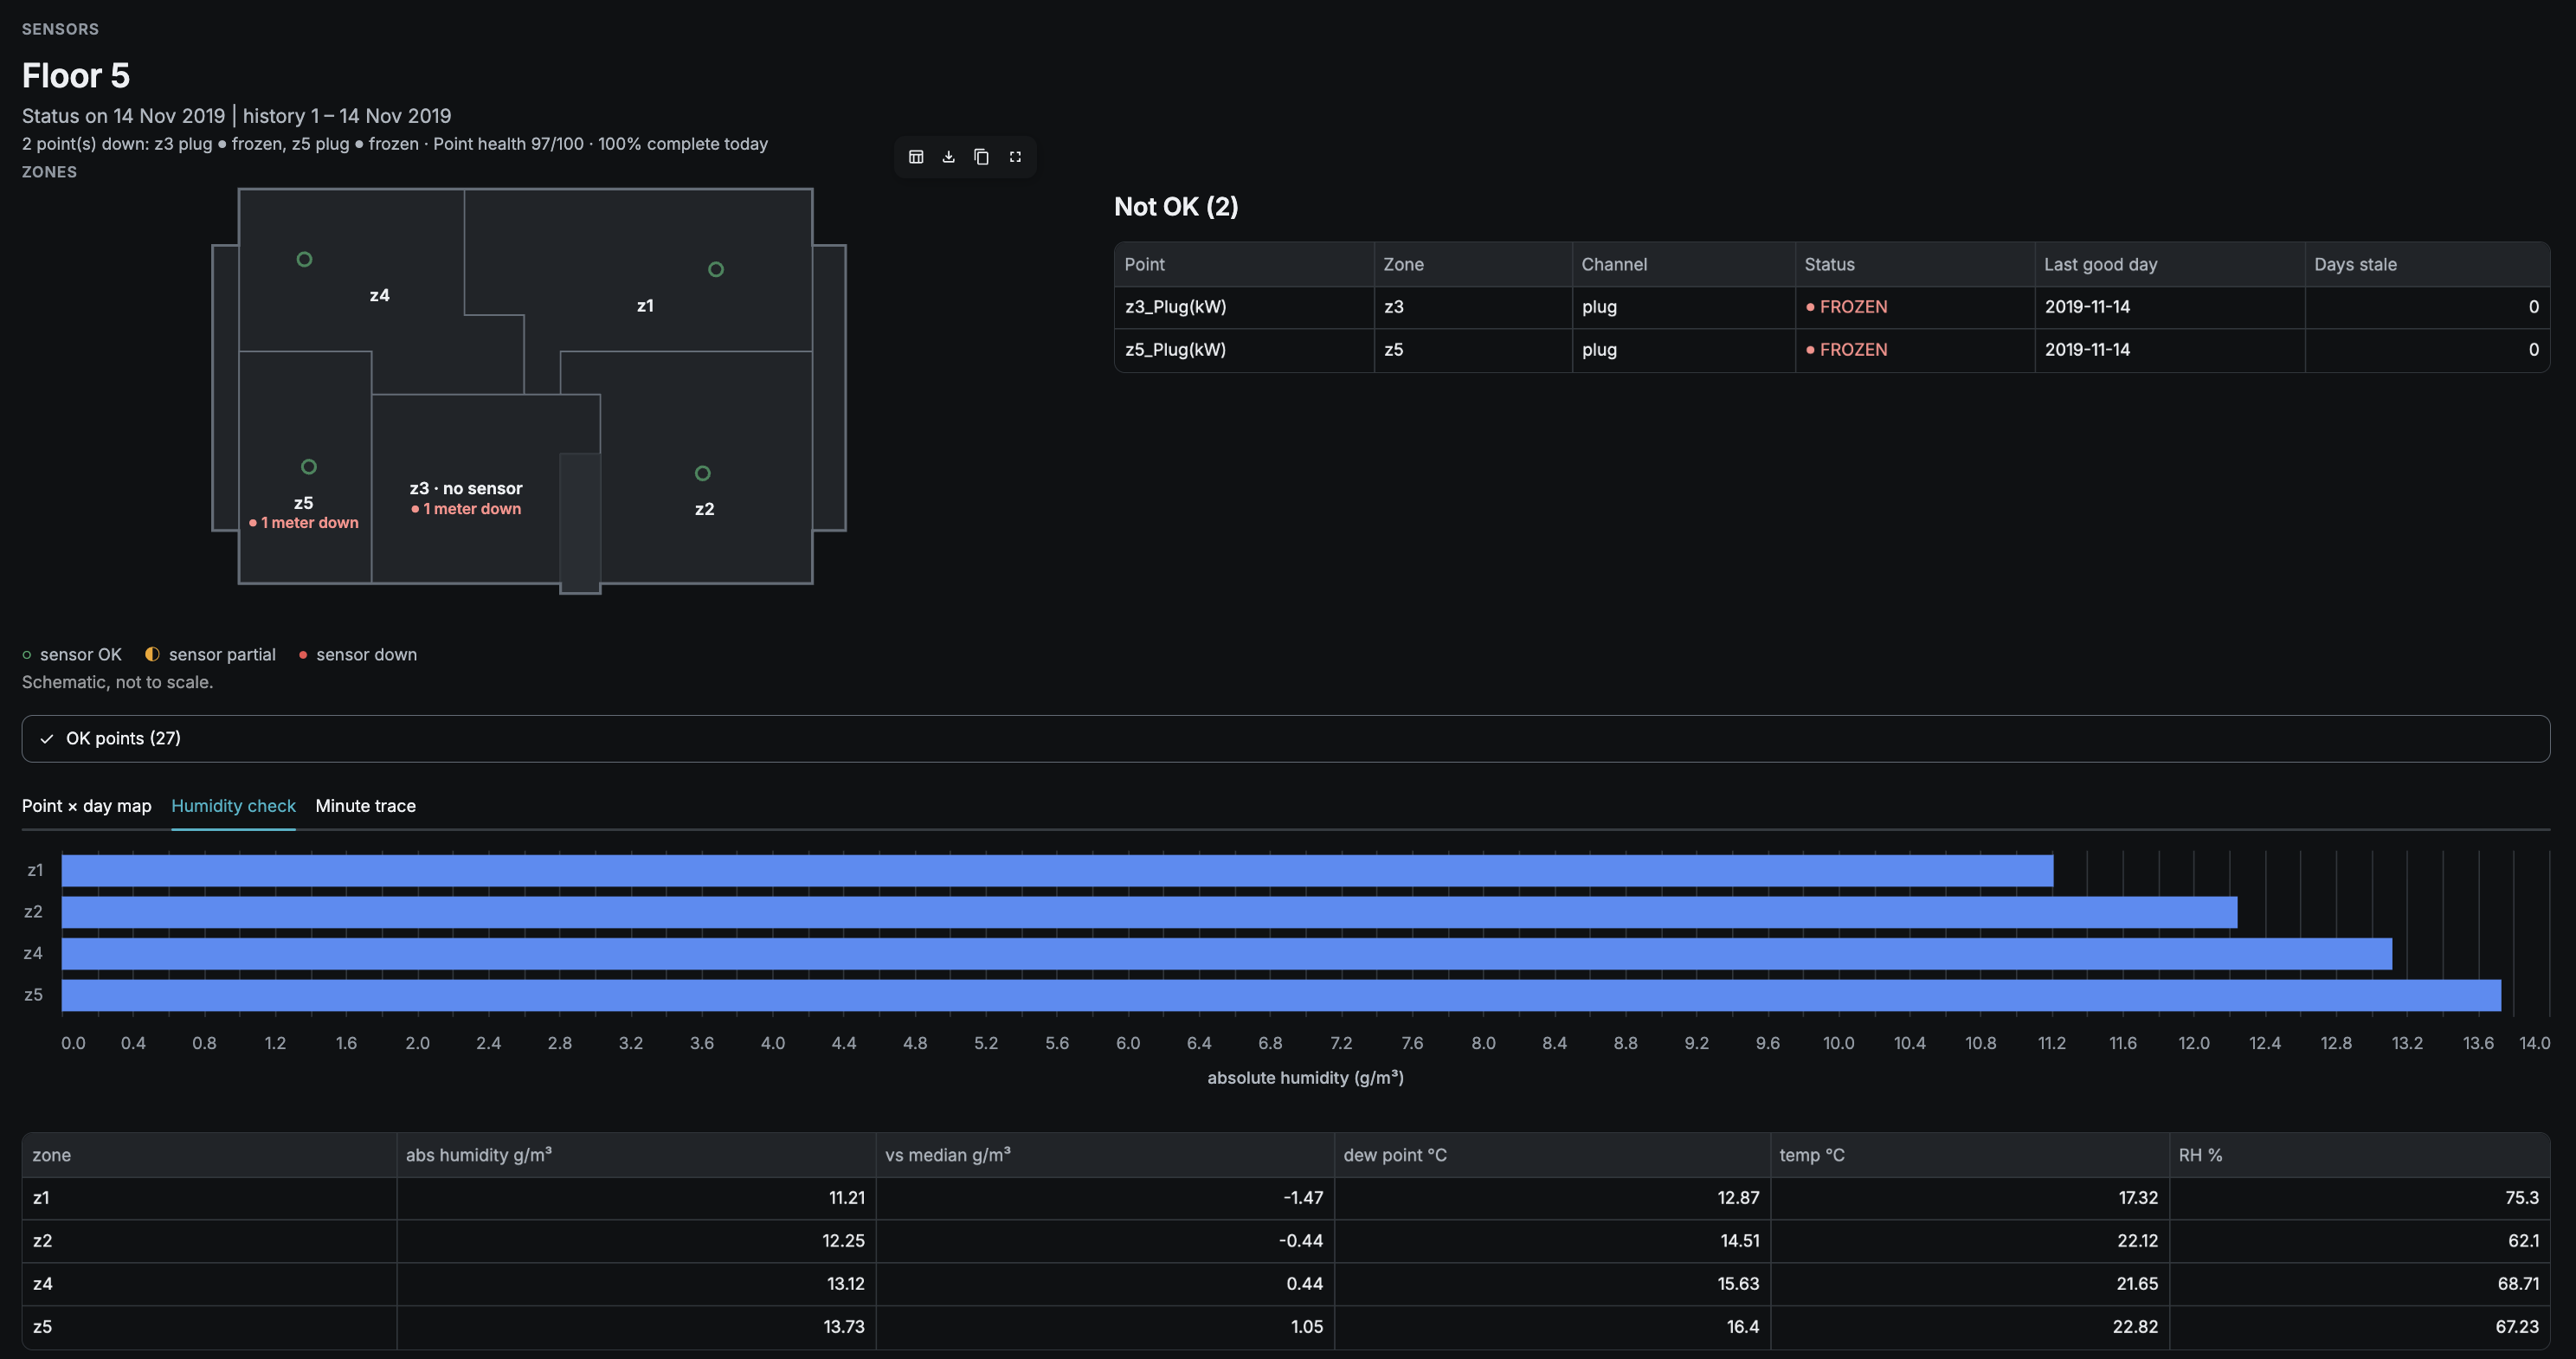 SENSORS
Floor 5
Status on 14 Nov 2019 | history 1 – 14 Nov 2019
2 point(s) down: z3 plug ● frozen, z5 plug ● frozen · Point health 97/100 · 100% complete today
ZONES
z4
z1
z5
● 1 meter down
z3 · no sensor
● 1 meter down
z2
sensor OK sensor partial sensor down
Schematic, not to scale.
Not OK (2)
Point Zone Channel Status Last good day Days stale
z3_Plug(kW) z3 plug ● FROZEN 2019-11-14 0
z5_Plug(kW) z5 plug ● FROZEN 2019-11-14 0
OK points (27)
Point × day map Humidity check Minute trace
z1
z2
z4
z5
0.0 0.4 0.8 1.2 1.6 2.0 2.4 2.8 3.2 3.6 4.0 4.4 4.8 5.2 5.6 6.0 6.4 6.8 7.2 7.6 8.0 8.4 8.8 9.2 9.6 10.0 10.4 10.8 11.2 11.6 12.0 12.4 12.8 13.2 13.6 14.0
absolute humidity (g/m³)
zone abs humidity g/m³ vs median g/m³ dew point °C temp °C RH %
z1 11.21 -1.47 12.87 17.32 75.3
z2 12.25 -0.44 14.51 22.12 62.1
z4 13.12 0.44 15.63 21.65 68.71
z5 13.73 1.05 16.4 22.82 67.23